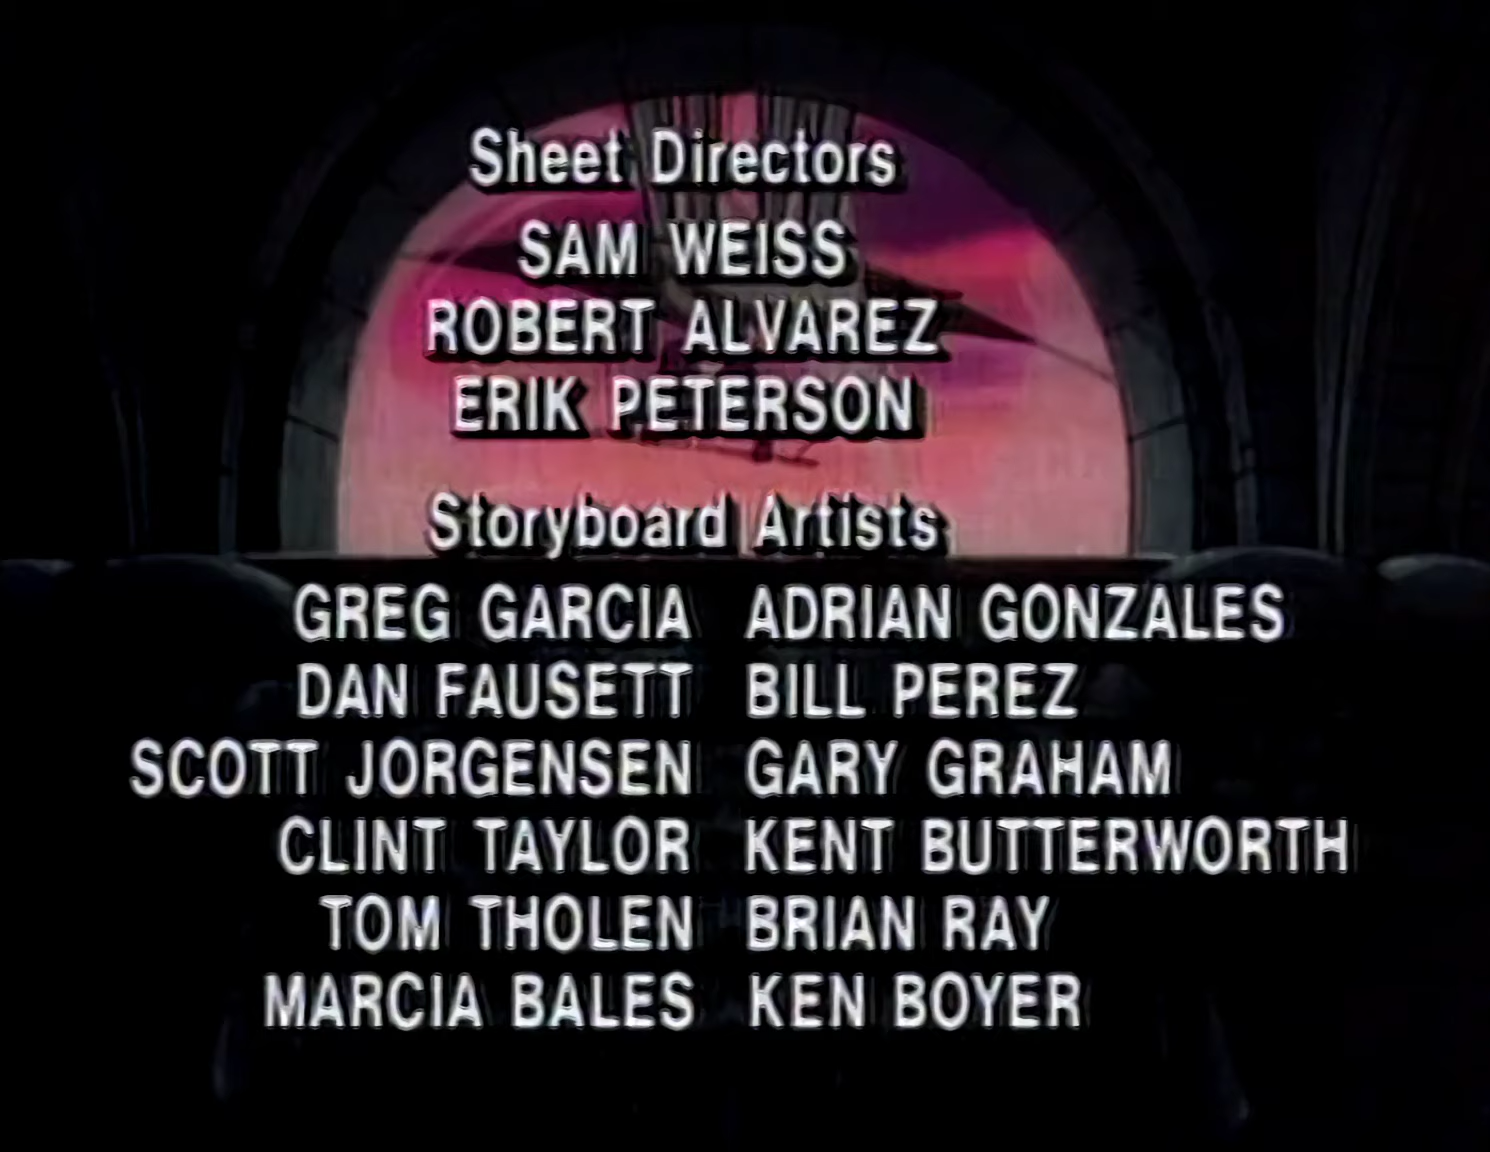 Sheet Directors
SAM WEISS
ROBERT ALVAREZ
ERIK PETERSON
Storyboard Artists
GREG GARCIA ADRIAN GONZALES
DAN FAUSETT BILL PEREZ
SCOTT JORGENSEN GARY GRAHAM
CLINT TAYLOR KENT BUTTERWORTH
TOM THOLEN BRIAN RAY
MARCIA BALES KEN BOYER